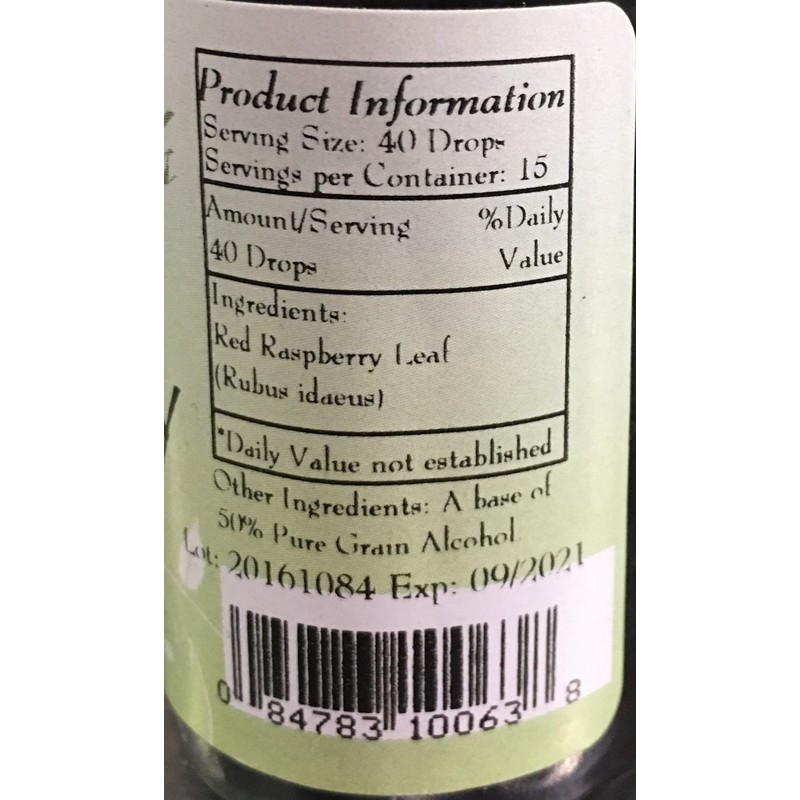 Product Information
Serving Size: 40 Drops
Servings per Container: 15
Amount/Serving %Daily
40 Drops Value
Ingredients:
Red Raspberry Leaf
(Rubus idaeus)
*Daily Value not established
Other Ingredients: A base of
50% Pure Grain Alcohol
Lot: 20161084 Exp: 09/2021
0 84783 10063 8